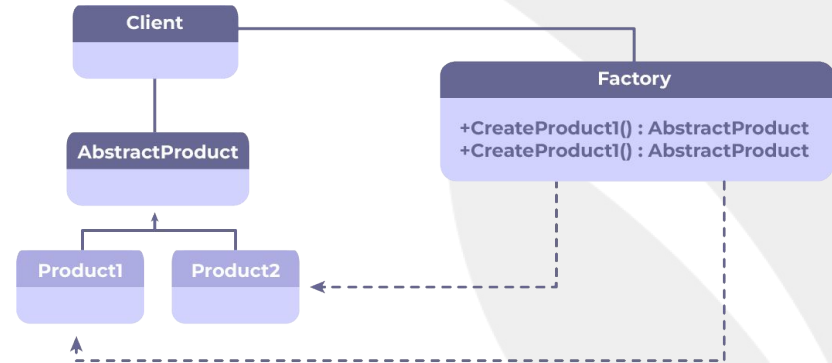 Client
Factory
+CreateProduct1() : AbstractProduct
+CreateProduct1() : AbstractProduct
AbstractProduct
Product1
Product2